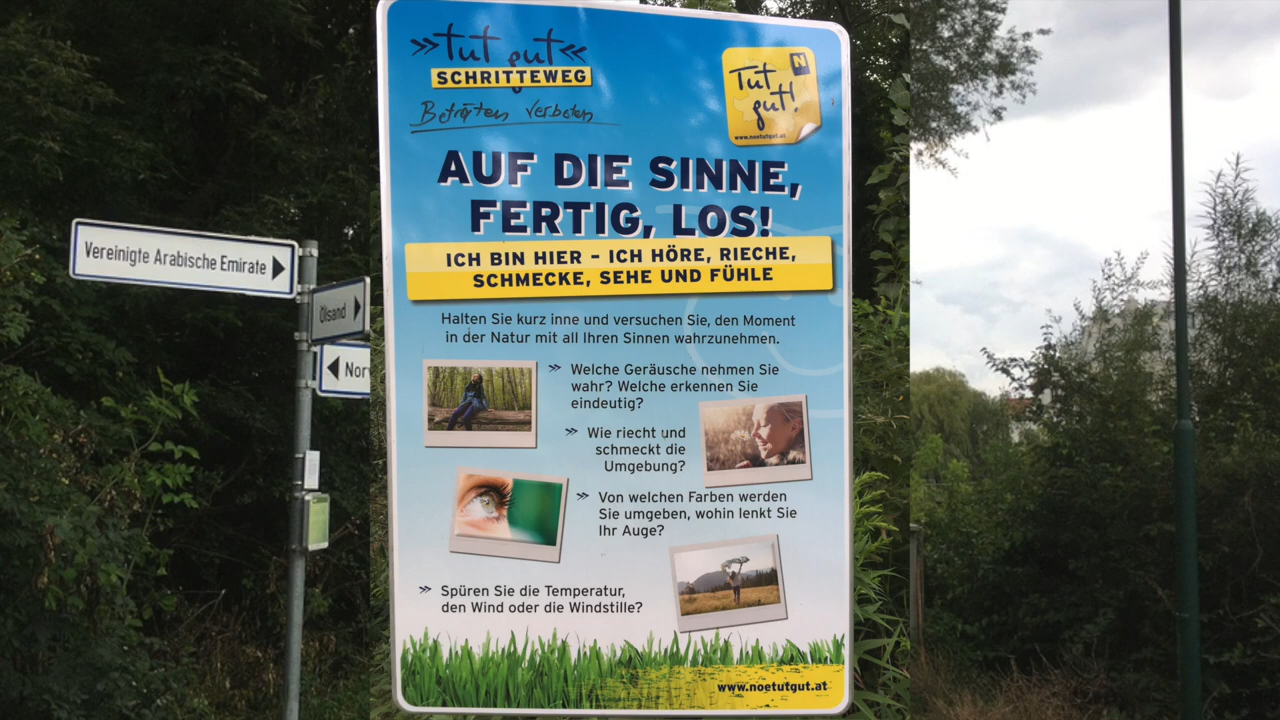 Vereinigte Arabische Emirate
Ölsand
Nor
»tut gut«
SCHRITTEWEG
Beträten verboten
N
Tut
gut!
www.noetutgut.at
AUF DIE SINNE,
FERTIG, LOS!
ICH BIN HIER – ICH HÖRE, RIECHE,
SCHMECKE, SEHE UND FÜHLE
Halten Sie kurz inne und versuchen Sie, den Moment
in der Natur mit all Ihren Sinnen wahrzunehmen.
» Welche Geräusche nehmen Sie
wahr? Welche erkennen Sie
eindeutig?
» Wie riecht und
schmeckt die
Umgebung?
» Von welchen Farben werden
Sie umgeben, wohin lenkt Sie
Ihr Auge?
» Spüren Sie die Temperatur,
den Wind oder die Windstille?
www.noetutgut.at